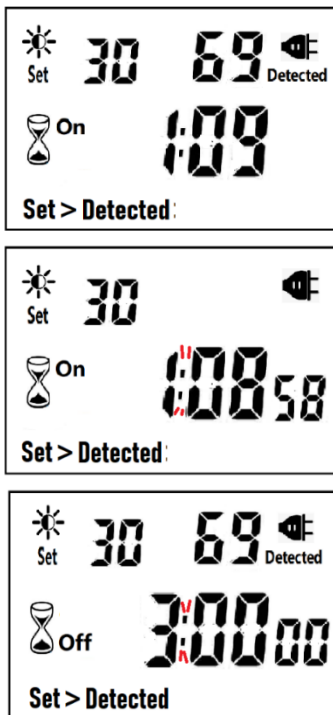 30 69
Set Detected
On 1:09
Set > Detected:
30
Set
On 1:08 58
Set > Detected:
30 69
Set Detected
Off 3:00 00
Set > Detected